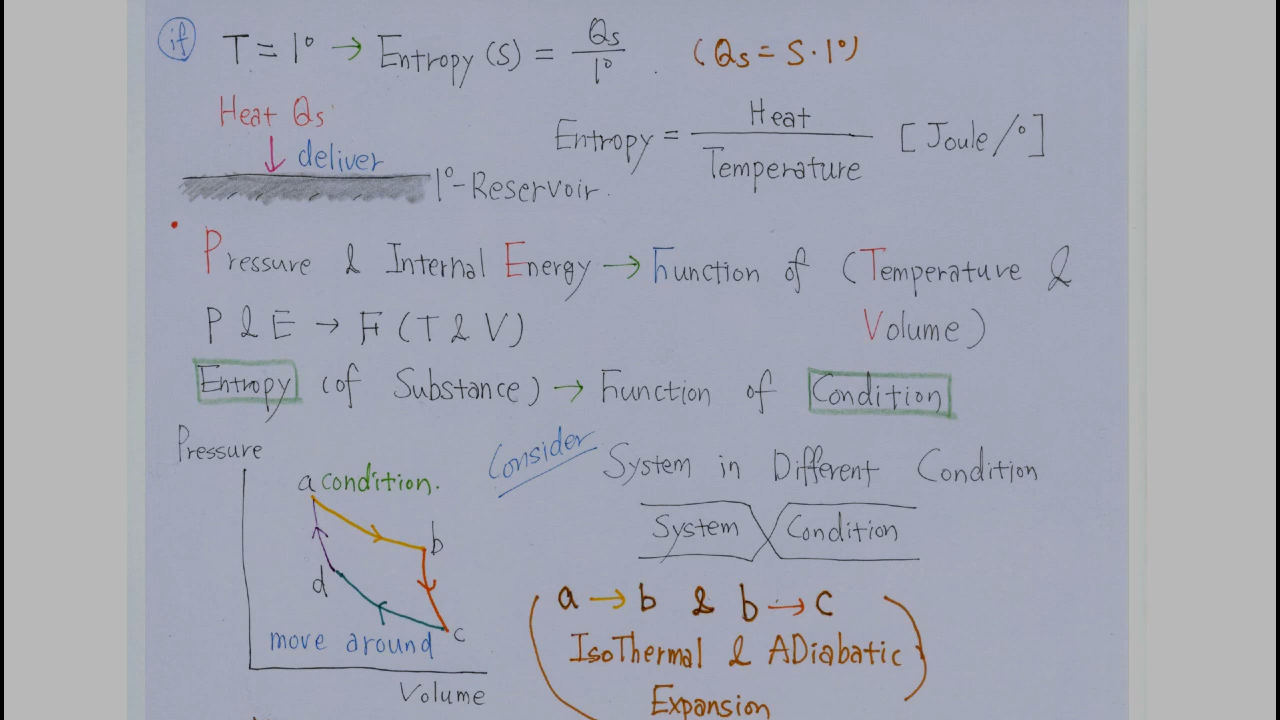 if T = 1° → Entropy (S) = Qs / 1° . (Qs = S · 1°)
Heat Qs
↓ deliver
1°-Reservoir.
Entropy = Heat / Temperature [Joule/°]
• Pressure & Internal Energy → Function of (Temperature &
Volume)
P & E → F (T & V)
Entropy (of Substance) → Function of Condition
Pressure
a condition.
b
c
d
move around
Volume
Consider System in Different Condition
System Condition
a → b & b → c
IsoThermal & ADiabatic
Expansion